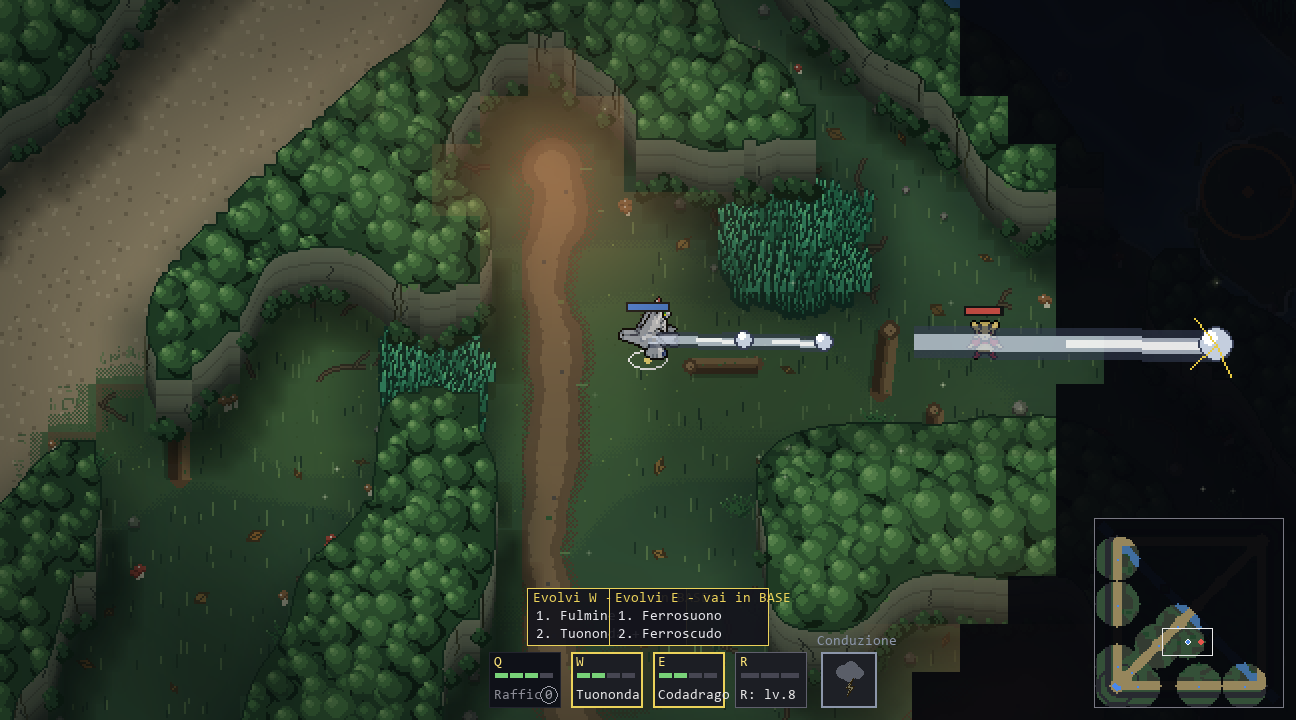 Evolvi W
Evolvi E - vai in BASE
1. Fulmin
1. Ferrosuono
2. Tuonon
2. Ferroscudo
Conduzione
Q
W
E
R
Raffic 0
Tuononda
Codadrago
R: lv.8